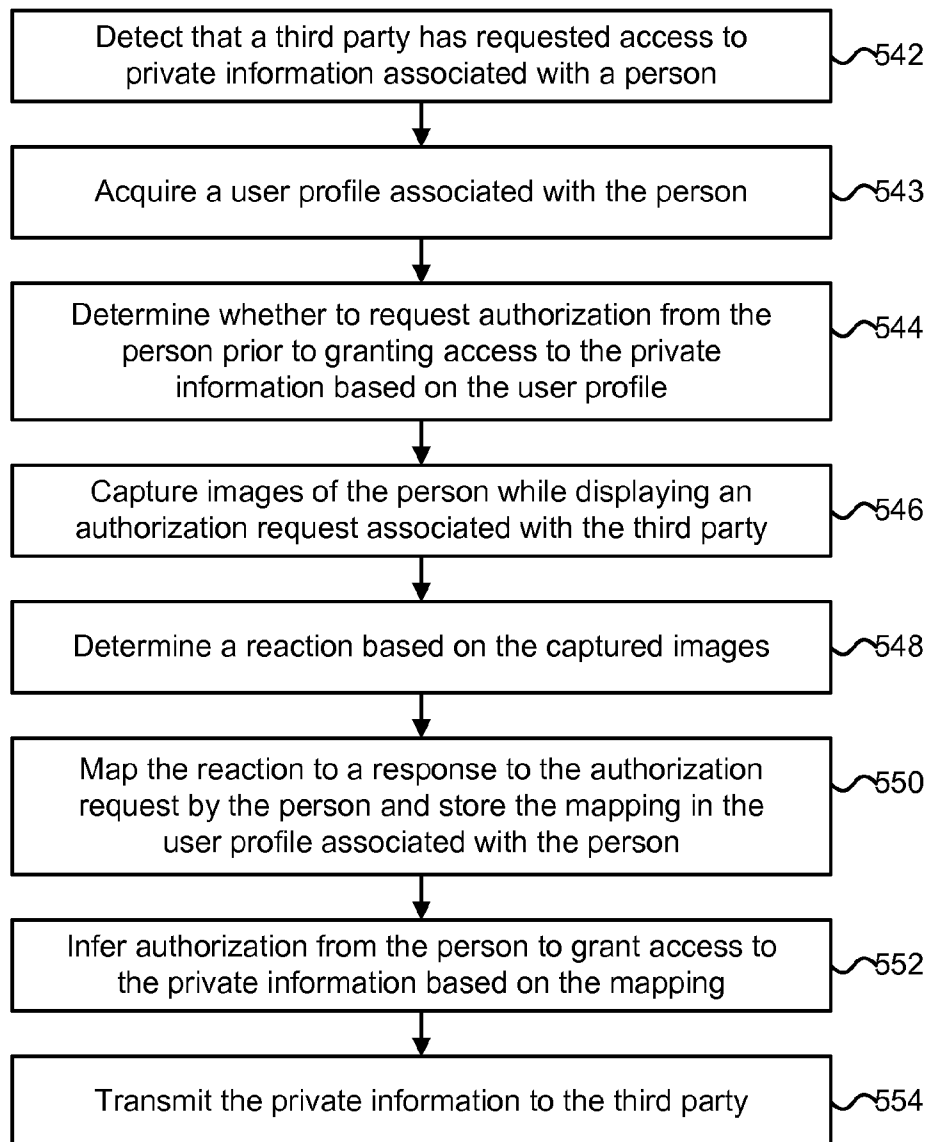 Detect that a third party has requested access to
private information associated with a person
542
Acquire a user profile associated with the person
543
Determine whether to request authorization from the
person prior to granting access to the private
information based on the user profile
544
Capture images of the person while displaying an
authorization request associated with the third party
546
Determine a reaction based on the captured images
548
Map the reaction to a response to the authorization
request by the person and store the mapping in the
user profile associated with the person
550
Infer authorization from the person to grant access to
the private information based on the mapping
552
Transmit the private information to the third party
554